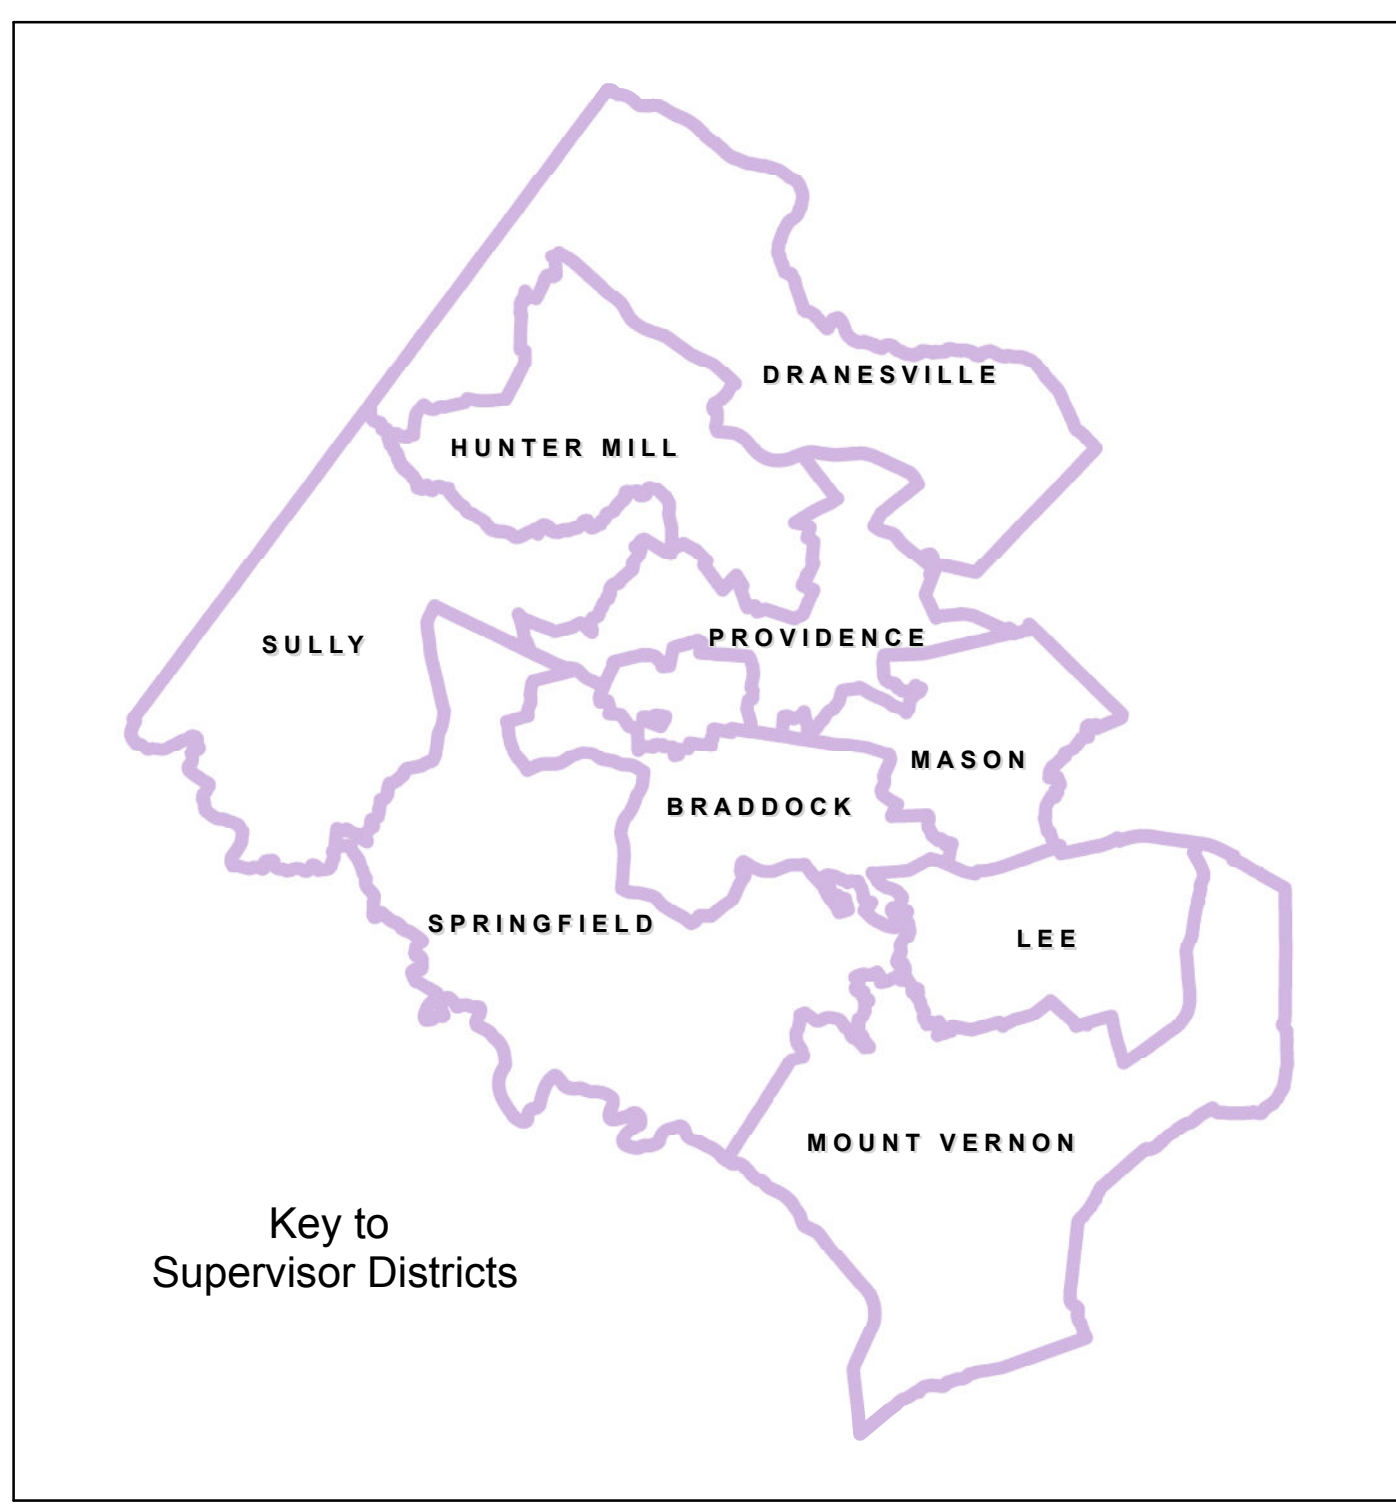 DRANESVILLE
HUNTER MILL
PROVIDENCE
SULLY
MASON
BRADDOCK
SPRINGFIELD
LEE
MOUNT VERNON
Key to
Supervisor Districts